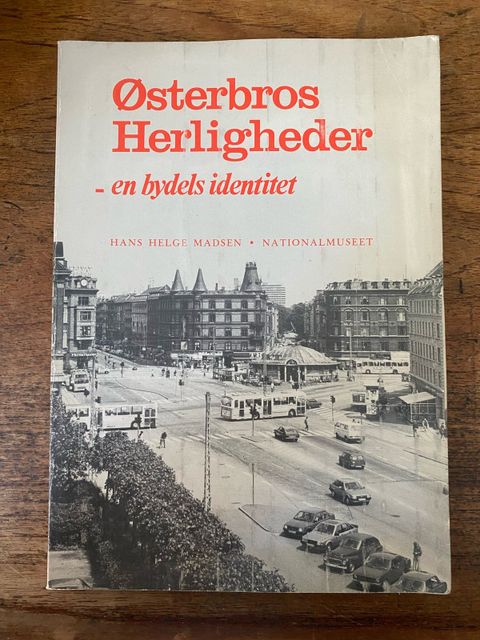 Østerbros
Herligheder
- en bydels identitet
HANS HELGE MADSEN • NATIONALMUSEET